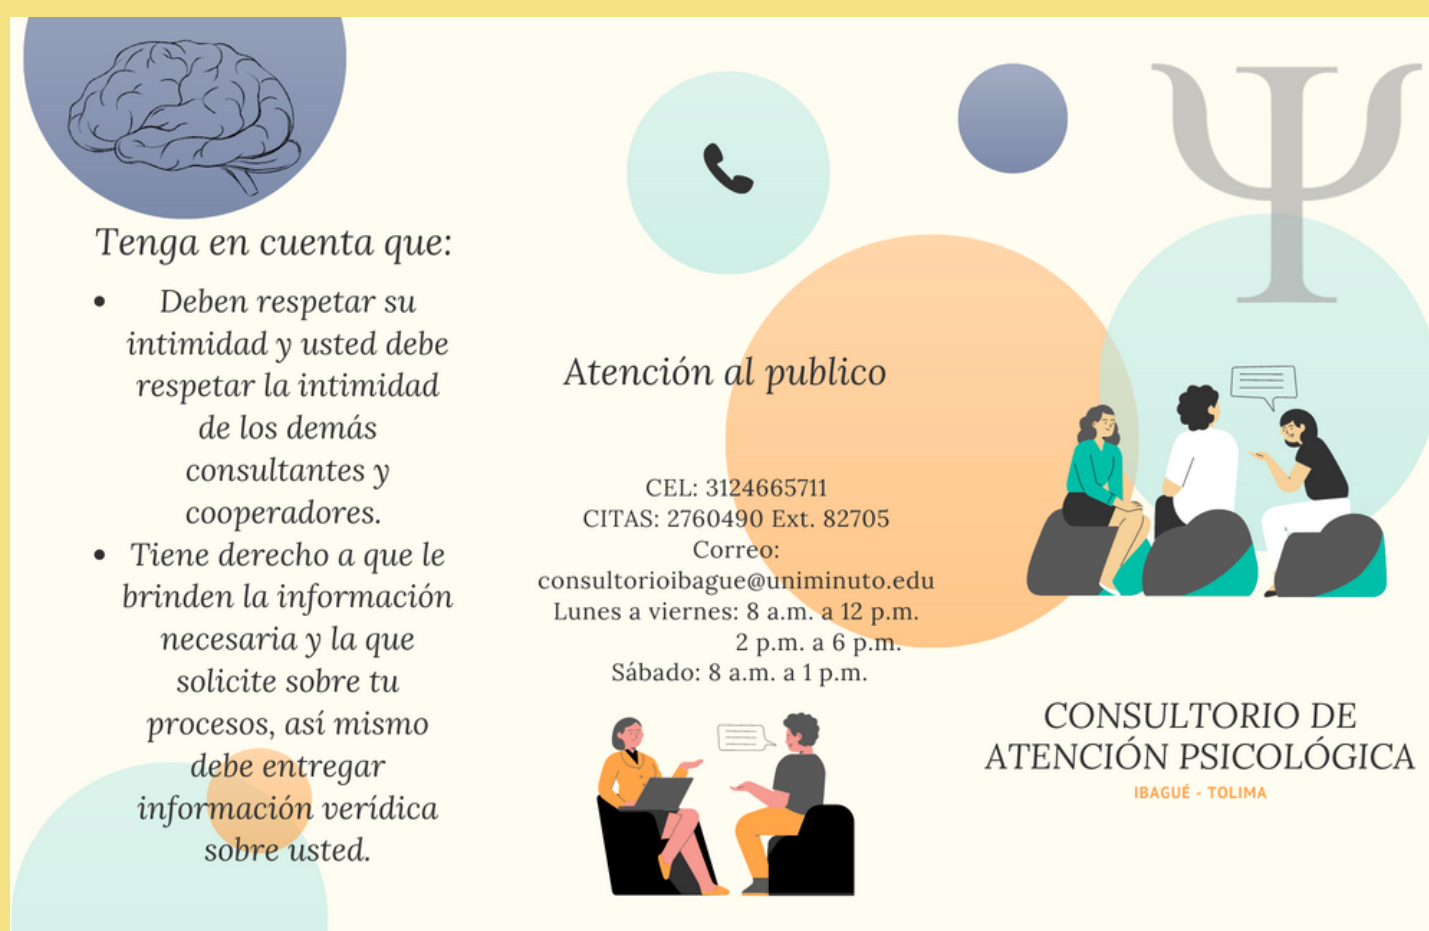 Tenga en cuenta que:
• Deben respetar su
intimidad y usted debe
respetar la intimidad
de los demás
consultantes y
cooperadores.
• Tiene derecho a que le
brinden la información
necesaria y la que
solicite sobre tu
procesos, así mismo
debe entregar
información verídica
sobre usted.
Atención al publico
CEL: 3124665711
CITAS: 2760490 Ext. 82705
Correo:
consultorioibague@uniminuto.edu
Lunes a viernes: 8 a.m. a 12 p.m.
2 p.m. a 6 p.m.
Sábado: 8 a.m. a 1 p.m.
Ψ
CONSULTORIO DE
ATENCIÓN PSICOLÓGICA
IBAGUÉ - TOLIMA